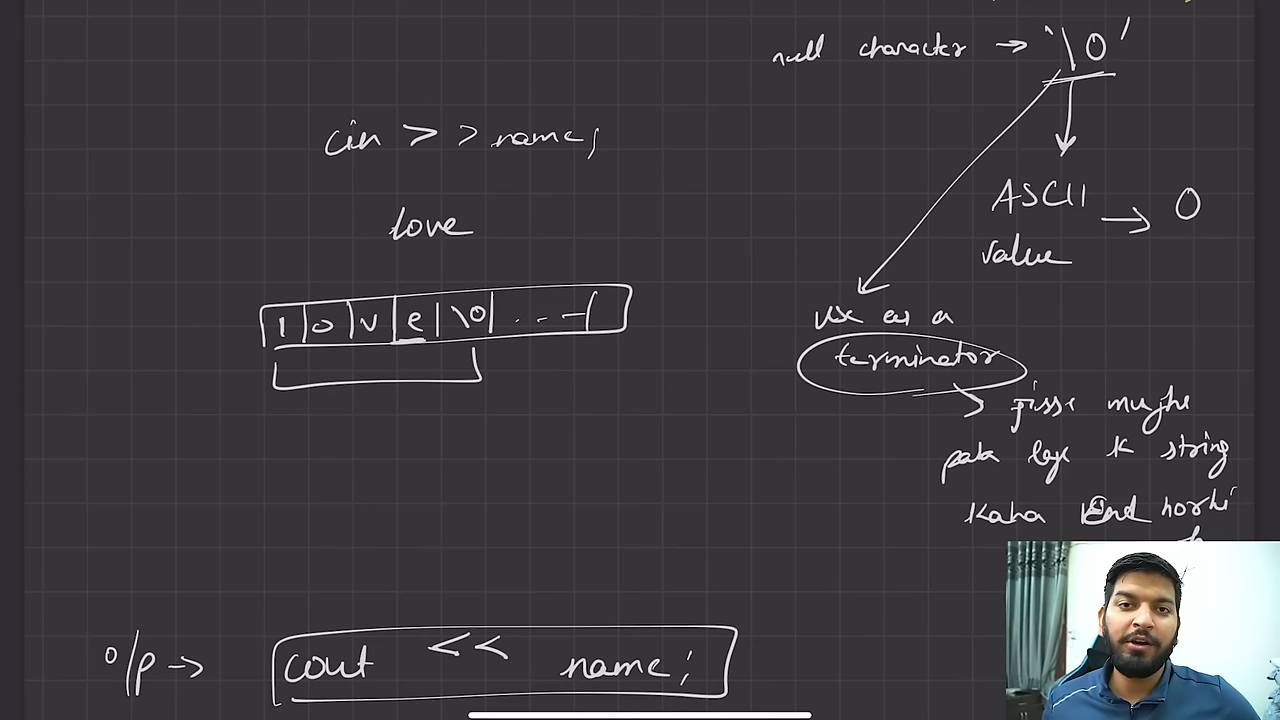 null character → '\0'
cin >> name;
love
ASCII → 0
value
l o v e \0 . . -
use as a
terminator
jisse mujhe
pata lage k string
kaha End horhi
o/p → cout << name;